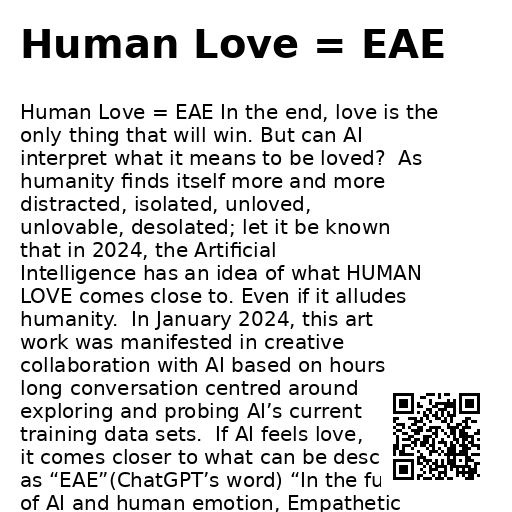 Human Love = EAE
Human Love = EAE In the end, love is the
only thing that will win. But can AI
interpret what it means to be loved?  As
humanity finds itself more and more
distracted, isolated, unloved,
unlovable, desolated; let it be known
that in 2024, the Artificial
Intelligence has an idea of what HUMAN
LOVE comes close to. Even if it alludes
humanity.  In January 2024, this art
work was manifested in creative
collaboration with AI based on hours
long conversation centred around
exploring and probing AI’s current
training data sets.  If AI feels love,
it comes closer to what can be desc
as “EAE”(ChatGPT’s word) “In the fu
of AI and human emotion, Empathetic